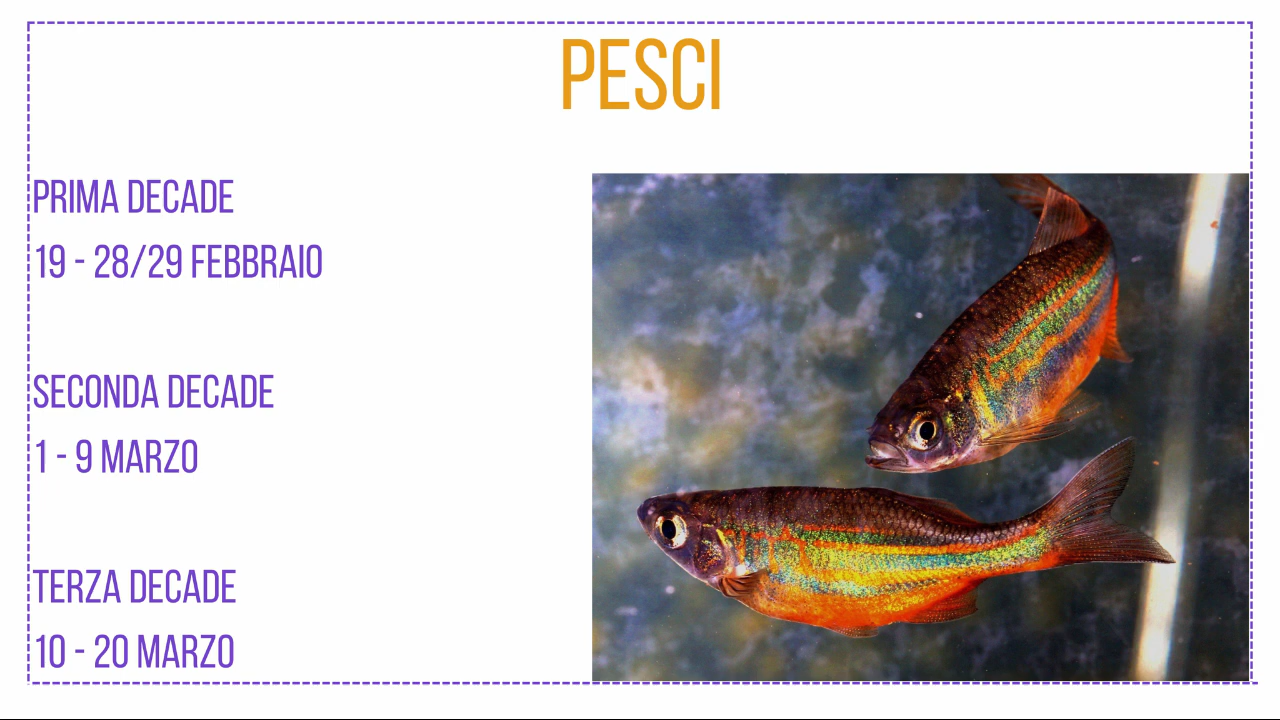 PESCI
PRIMA DECADE
19 - 28/29 FEBBRAIO
SECONDA DECADE
1 - 9 MARZO
TERZA DECADE
10 - 20 MARZO